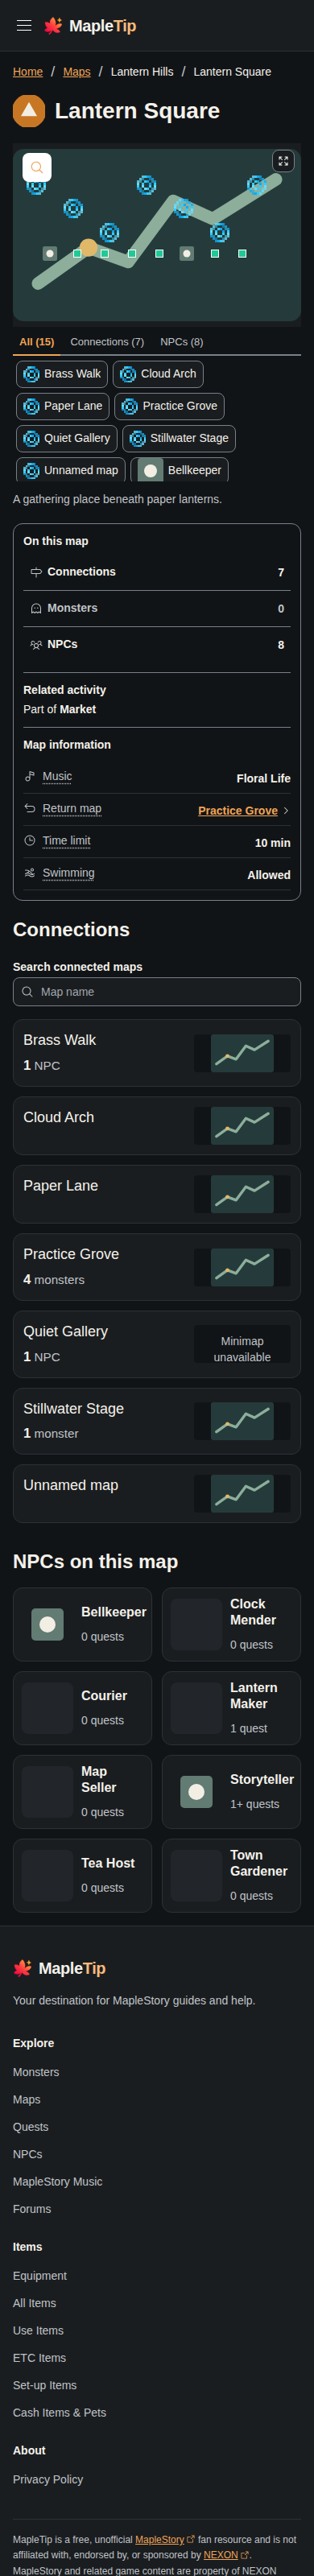 MapleTip
Home / Maps / Lantern Hills / Lantern Square
Lantern Square
All (15) Connections (7) NPCs (8)
Brass Walk Cloud Arch
Paper Lane Practice Grove
Quiet Gallery Stillwater Stage
Unnamed map Bellkeeper
A gathering place beneath paper lanterns.
On this map
Connections 7
Monsters 0
NPCs 8
Related activity
Part of Market
Map information
Music Floral Life
Return map Practice Grove
Time limit 10 min
Swimming Allowed
Connections
Search connected maps
Map name
Brass Walk
1 NPC
Cloud Arch
Paper Lane
Practice Grove
4 monsters
Quiet Gallery
1 NPC
Minimap
unavailable
Stillwater Stage
1 monster
Unnamed map
NPCs on this map
Bellkeeper
0 quests
Clock
Mender
0 quests
Courier
0 quests
Lantern
Maker
1 quest
Map
Seller
0 quests
Storyteller
1+ quests
Tea Host
0 quests
Town
Gardener
0 quests
MapleTip
Your destination for MapleStory guides and help.
Explore
Monsters
Maps
Quests
NPCs
MapleStory Music
Forums
Items
Equipment
All Items
Use Items
ETC Items
Set-up Items
Cash Items & Pets
About
Privacy Policy
MapleTip is a free, unofficial MapleStory fan resource and is not
affiliated with, endorsed by, or sponsored by NEXON.
MapleStory and related game content are property of NEXON